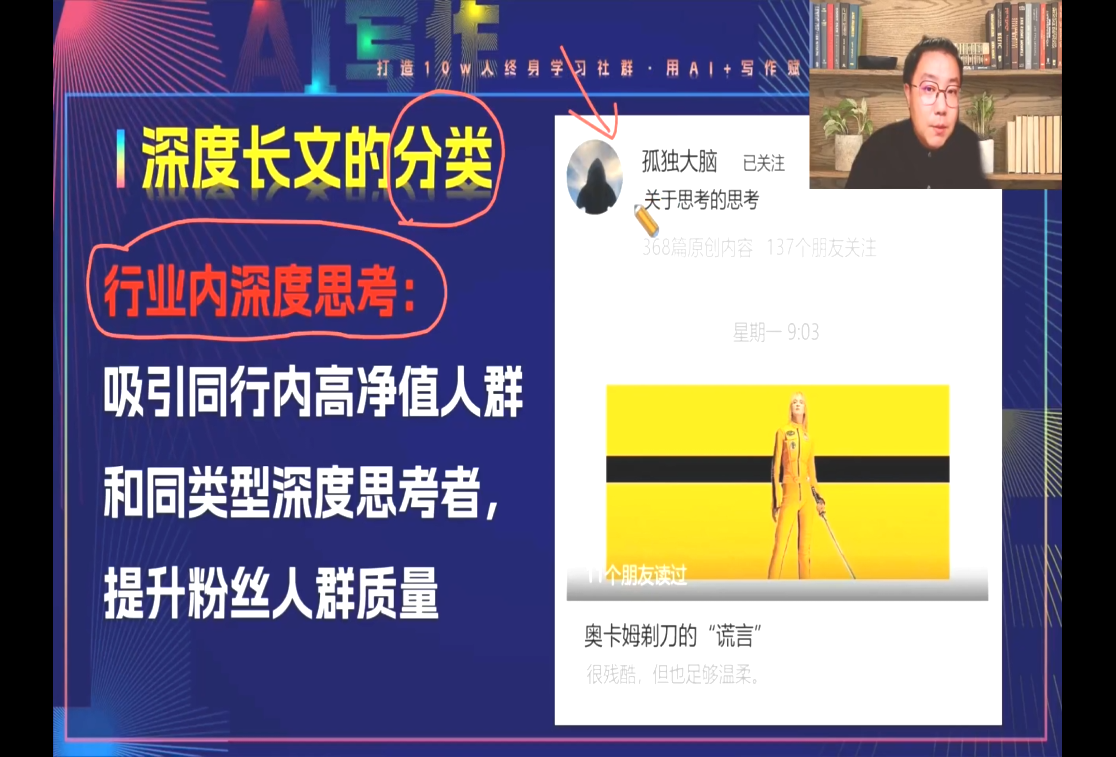 AI写作
打造10w人终身学习社群·用AI+写作赋
深度长文的分类
行业内深度思考：
吸引同行内高净值人群
和同类型深度思考者，
提升粉丝人群质量
孤独大脑 已关注
关于思考的思考
368篇原创内容 137个朋友关注
星期一 9:03
11个朋友读过
奥卡姆剃刀的“谎言”
很残酷，但也足够温柔。